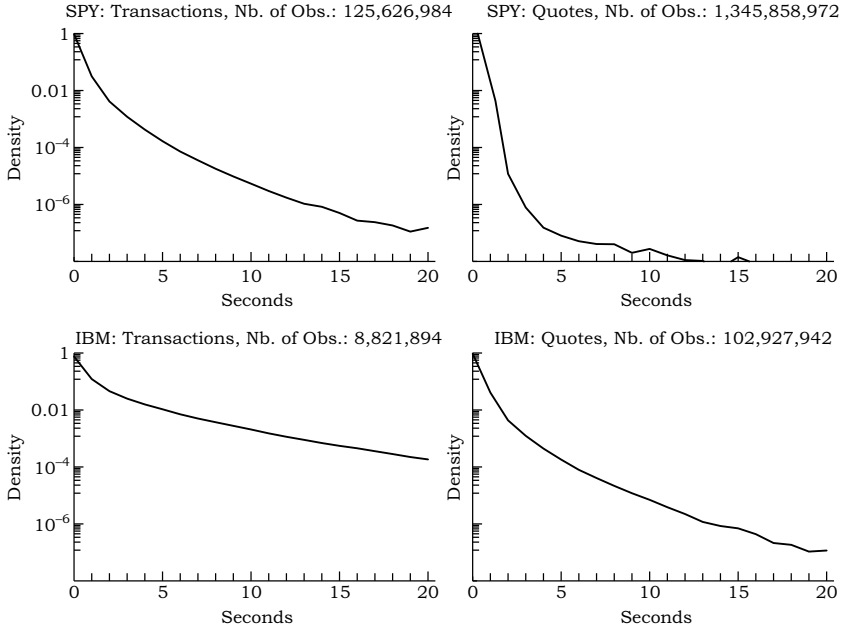 SPY: Transactions, Nb. of Obs.: 125,626,984
1
0.01
10⁻⁴
10⁻⁶
Density
0 5 10 15 20
Seconds
SPY: Quotes, Nb. of Obs.: 1,345,858,972
Density
0 5 10 15 20
Seconds
IBM: Transactions, Nb. of Obs.: 8,821,894
1
0.01
10⁻⁴
10⁻⁶
Density
0 5 10 15 20
Seconds
IBM: Quotes, Nb. of Obs.: 102,927,942
Density
0 5 10 15 20
Seconds